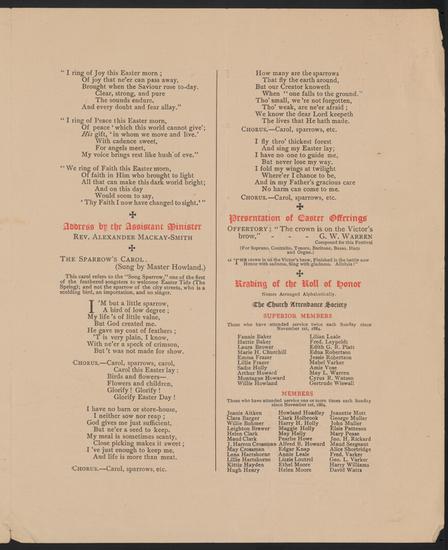 " I ring of Joy this Easter morn ;
Of joy that ne'er can pass away,
Brought when the Saviour rose to-day.
Clear, strong, and pure
The sounds endure,
And every doubt and fear allay."
" I ring of Peace this Easter morn,
Of peace ' which this world cannot give';
His gift, ' in whom we move and live.'
With cadence sweet,
For angels meet,
My voice brings rest like hush of eve."
" We ring of Faith this Easter morn,
Of faith in Him who brought to light
All that can make this dark world bright;
And on this day
Would seem to say,
' Thy Faith I now have changed to sight.' "
Address by the Assistant Minister
REV. ALEXANDER MACKAY-SMITH
THE SPARROW'S CAROL.
(Sung by Master Howland.)
This carol refers to the "Song Sparrow," one of the first
of the feathered songsters to welcome Easter Tide (The
Spring); and not the sparrow of the city streets, who is a
scolding bird, an importation, and no singer.
I 'M but a little sparrow,
A bird of low degree ;
My life 's of little value,
But God created me.
He gave my coat of feathers ;
'T is very plain, I know,
With ne'er a speck of crimson,
But 't was not made for show.
CHORUS.—Carol, sparrows, carol,
Carol this Easter lay :
Birds and flowers—
Flowers and children,
Glorify ! Glorify !
Glorify Easter Day !
I have no barn or store-house,
I neither sow nor reap ;
God gives me just sufficient,
But ne'er a seed to keep.
My meal is sometimes scanty,
Close picking makes it sweet ;
I 've just enough to keep me,
And life is more than meat.
CHORUS.—Carol, sparrows, etc.
How many are the sparrows
That fly the earth around,
But our Creator knoweth
When "one falls to the ground."
Tho' small, we 're not forgotten,
Tho' weak, are ne'er afraid ;
We know the dear Lord keepeth
The lives that He hath made.
CHORUS.—Carol, sparrows, etc.
I fly thro' thickest forest
And sing my Easter lay;
I have no one to guide me,
But never lose my way.
I fold my wings at twilight
Where'er I chance to be,
And in my Father's gracious care
No harm can come to me.
CHORUS.—Carol, sparrows, etc.
Presentation of Easter Offerings
OFFERTORY: "The crown is on the Victor's
brow," - - - G. W. WARREN
Composed for this Festival
(For Soprano, Contralto, Tenors, Baritone, Basso, Harp
and Organ.)
"THE crown is on the Victor's brow, Finished is the battle now
Honor with sadness, Sing with gladness. Alleluia !"
Reading of the Roll of Honor
Names Arranged Alphabetically.
The Church Attendance Society
SUPERIOR MEMBERS
Those who have attended service twice each Sunday since
November 1st, 1884.
Fannie Baker Lilian Leale
Hattie Baker Fred. Laypoldt
Laura Brower Edith G. R. Platt
Marie H. Churchill Edna Robertson
Emma Frazer Jessie Robertson
Lillie Frazer Mabel Varker
Sadie Holly Amie Vose
Arthur Howard May L. Warren
Montague Howard Cyrus R. Watson
Willie Howland Gertrude Wiswall
MEMBERS
Those who have attended service one or more times each Sunday
since November 1st, 1884.
Jessie Aitken Howland Hoadley Jeanette Mott
Clara Barger Clark Holbrook George Muller
Willie Bohmer Harry H. Holly John Muller
Leighton Brewer Maggie Holly Elsie Patteson
Helen Clark May Holly Mary Pease
Maud Clark Pearlie Howe Jno. H. Rickard
J. Harron Crossman Alfred B. Howard Maud Sergeant
May Crossman Edgar Knap Alice Shortridge
Lena Hartshorne Annie Leale Fred. Varker
Lillie Hartshorne Lizzie Loutrel Geo. L. Varker
Kittie Hayden Ethel Moore Harry Williams
Hugh Henry Helen Moore David Watts